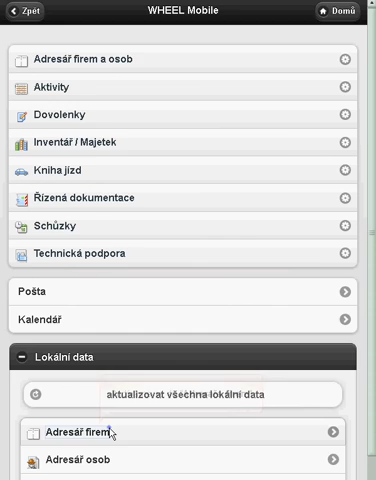 Zpět
WHEEL Mobile
Domů
Adresář firem a osob
Aktivity
Dovolenky
Inventář / Majetek
Kniha jízd
Řízená dokumentace
Schůzky
Technická podpora
Pošta
Kalendář
Lokální data
aktualizovat všechna lokální data
Adresář firem
Adresář osob